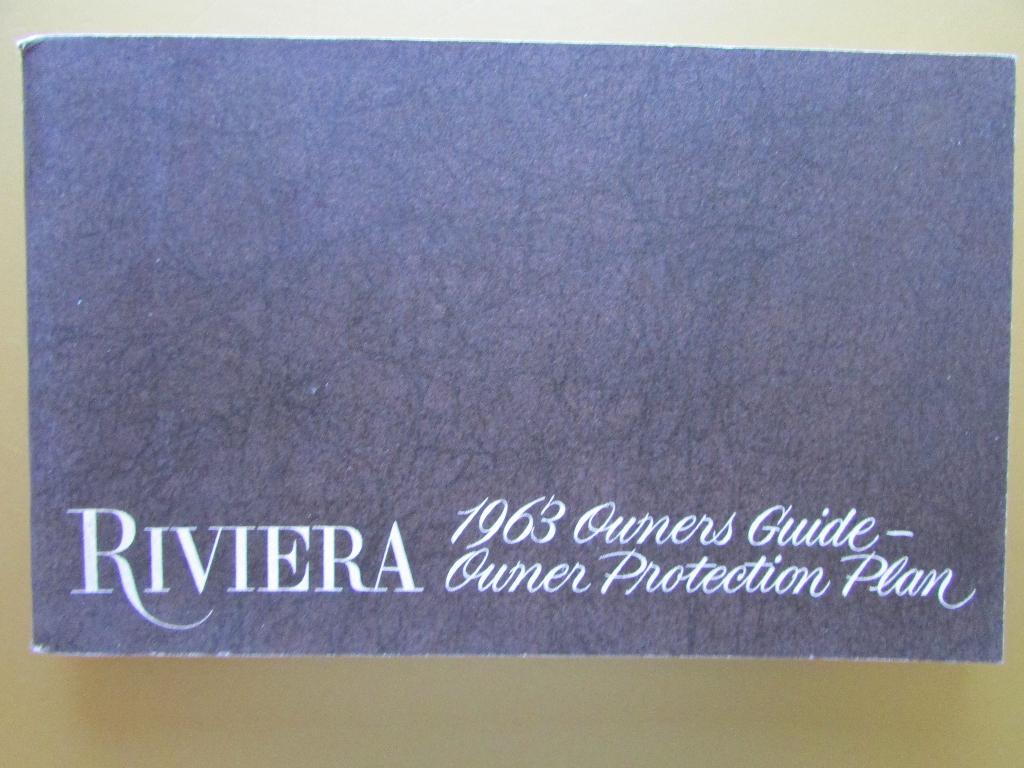 RIVIERA
1963 Owners Guide –
Owner Protection Plan